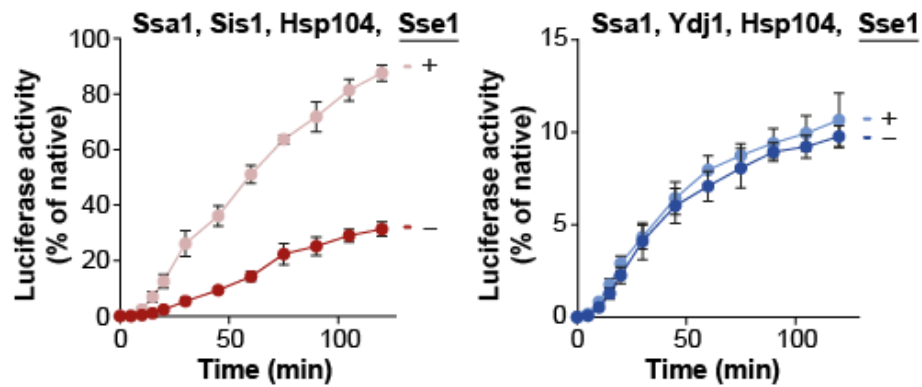 Ssa1, Sis1, Hsp104, Sse1
Luciferase activity
(% of native)
100
80
60
40
20
0
+
–
0
50
100
Time (min)
Ssa1, Ydj1, Hsp104, Sse1
Luciferase activity
(% of native)
15
10
5
0
+
–
0
50
100
Time (min)